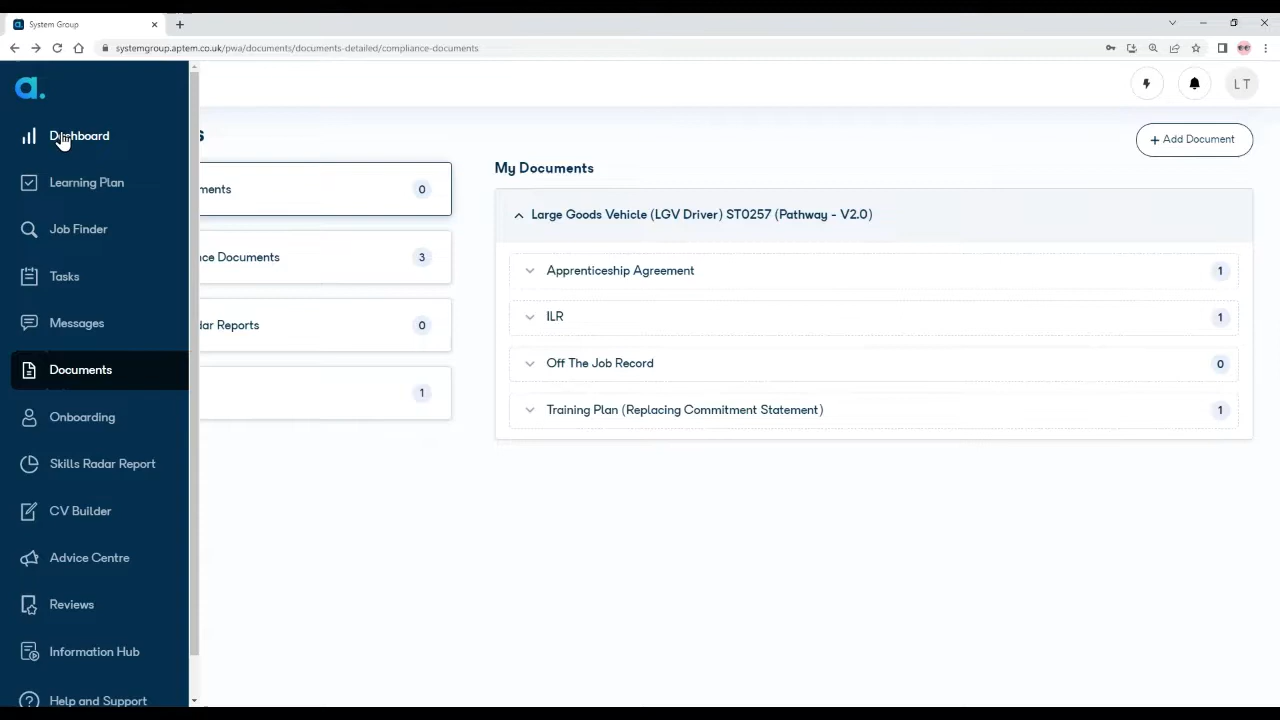 System Group
systemgroup.aptem.co.uk/pwa/documents/documents-detailed/compliance-documents
a.
L T
Dashboard
Learning Plan
Job Finder
Tasks
Messages
Documents
Onboarding
Skills Radar Report
CV Builder
Advice Centre
Reviews
Information Hub
Help and Support
s
ments 0
nce Documents 3
dar Reports 0
1
+ Add Document
My Documents
Large Goods Vehicle (LGV Driver) ST0257 (Pathway - V2.0)
Apprenticeship Agreement 1
ILR 1
Off The Job Record 0
Training Plan (Replacing Commitment Statement) 1